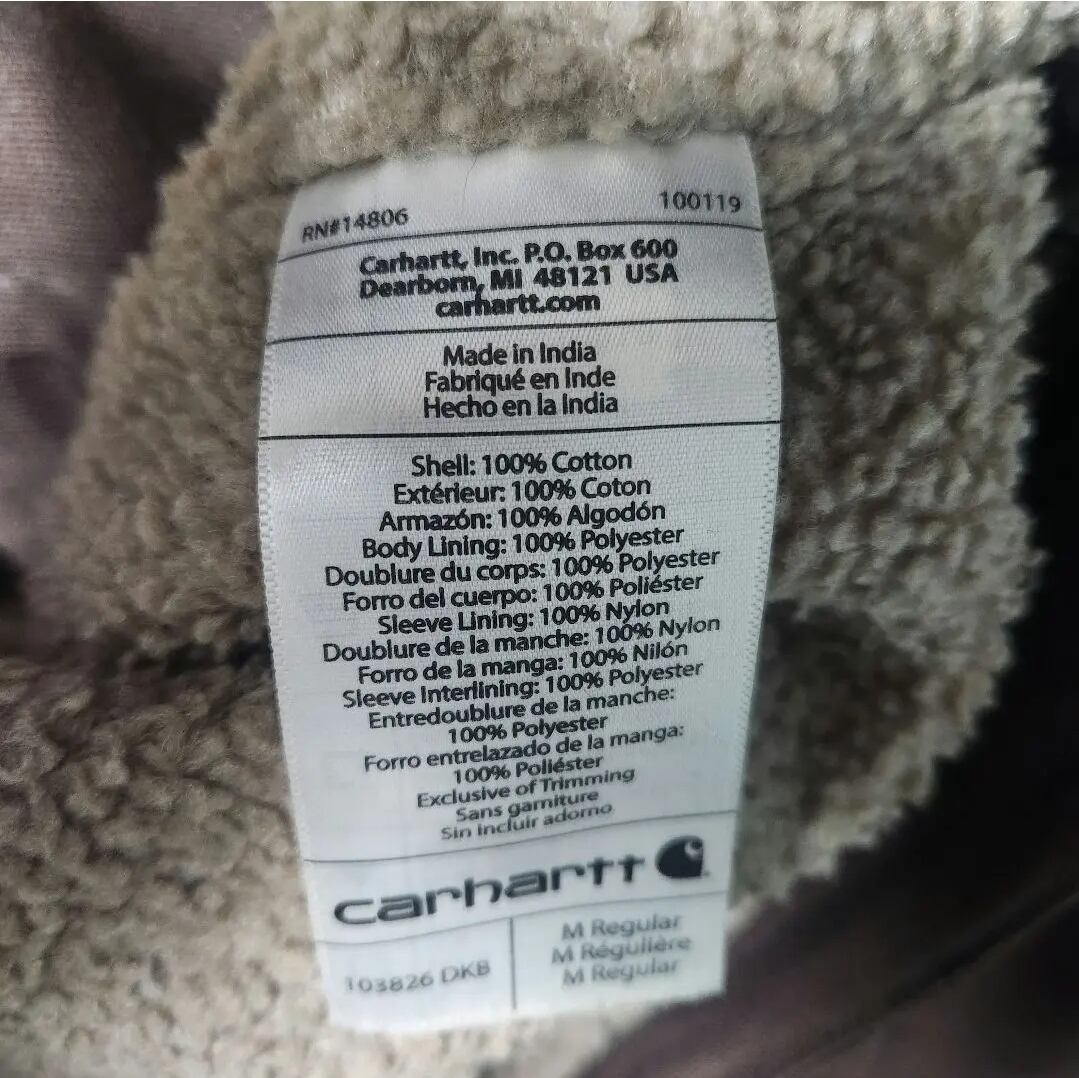 RN#14806 100119
Carhartt, Inc. P.O. Box 600
Dearborn, MI 48121 USA
carhartt.com
Made in India
Fabriqué en Inde
Hecho en la India
Shell: 100% Cotton
Extérieur: 100% Coton
Armazón: 100% Algodón
Body Lining: 100% Polyester
Doublure du corps: 100% Polyester
Forro del cuerpo: 100% Poliéster
Sleeve Lining: 100% Nylon
Doublure de la manche: 100% Nylon
Forro de la manga: 100% Nilón
Sleeve Interlining: 100% Polyester
Entredoublure de la manche:
100% Polyester
Forro entrelazado de la manga:
100% Poliéster
Exclusive of Trimming
Sans garniture
Sin incluir adorno
carhartt
103826 DKB
M Regular
M Régulière
M Regular